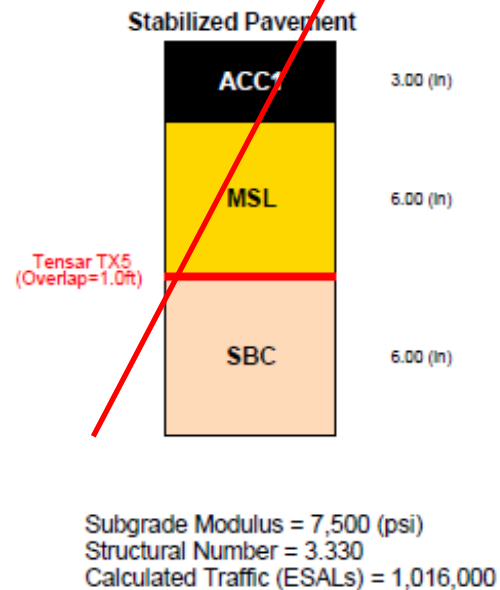 Stabilized Pavement
ACC1
3.00 (in)
MSL
6.00 (in)
Tensar TX5
(Overlap=1.0ft)
SBC
6.00 (in)
Subgrade Modulus = 7,500 (psi)
Structural Number = 3.330
Calculated Traffic (ESALs) = 1,016,000